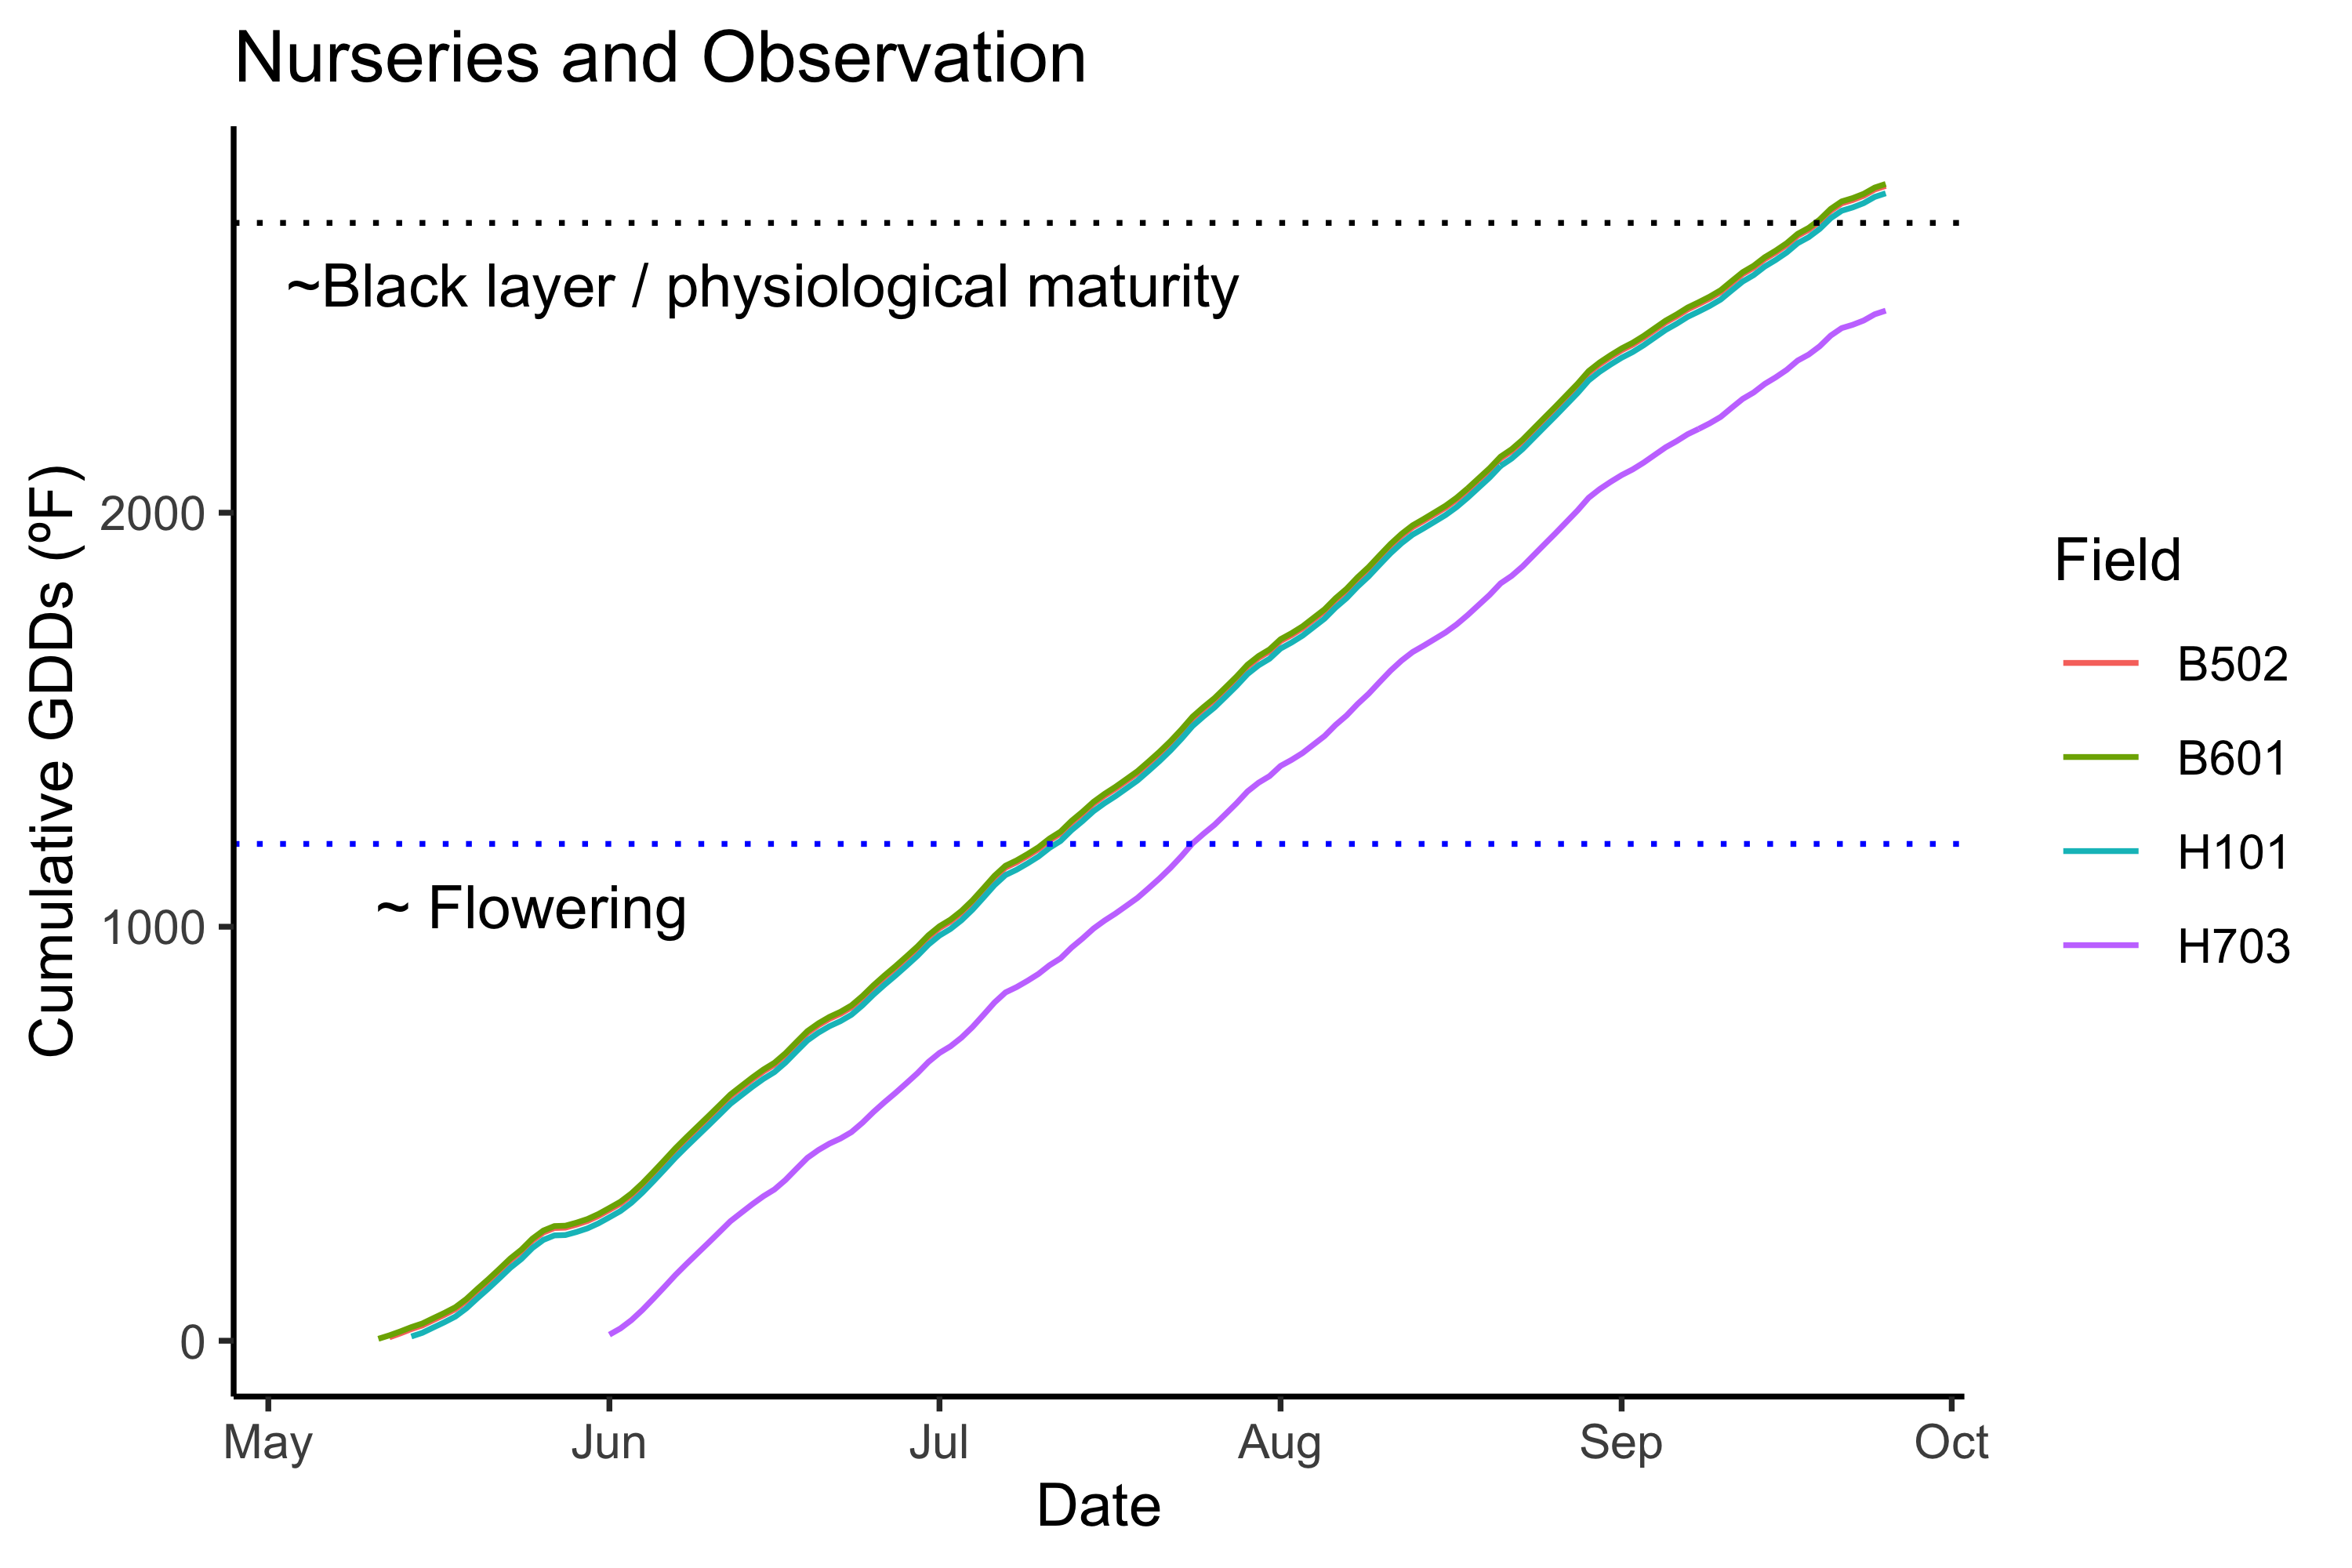 Nurseries and Observation
~Black layer / physiological maturity
~ Flowering
Cumulative GDDs (ºF)
2000
1000
0
May Jun Jul Aug Sep Oct
Date
Field
B502
B601
H101
H703